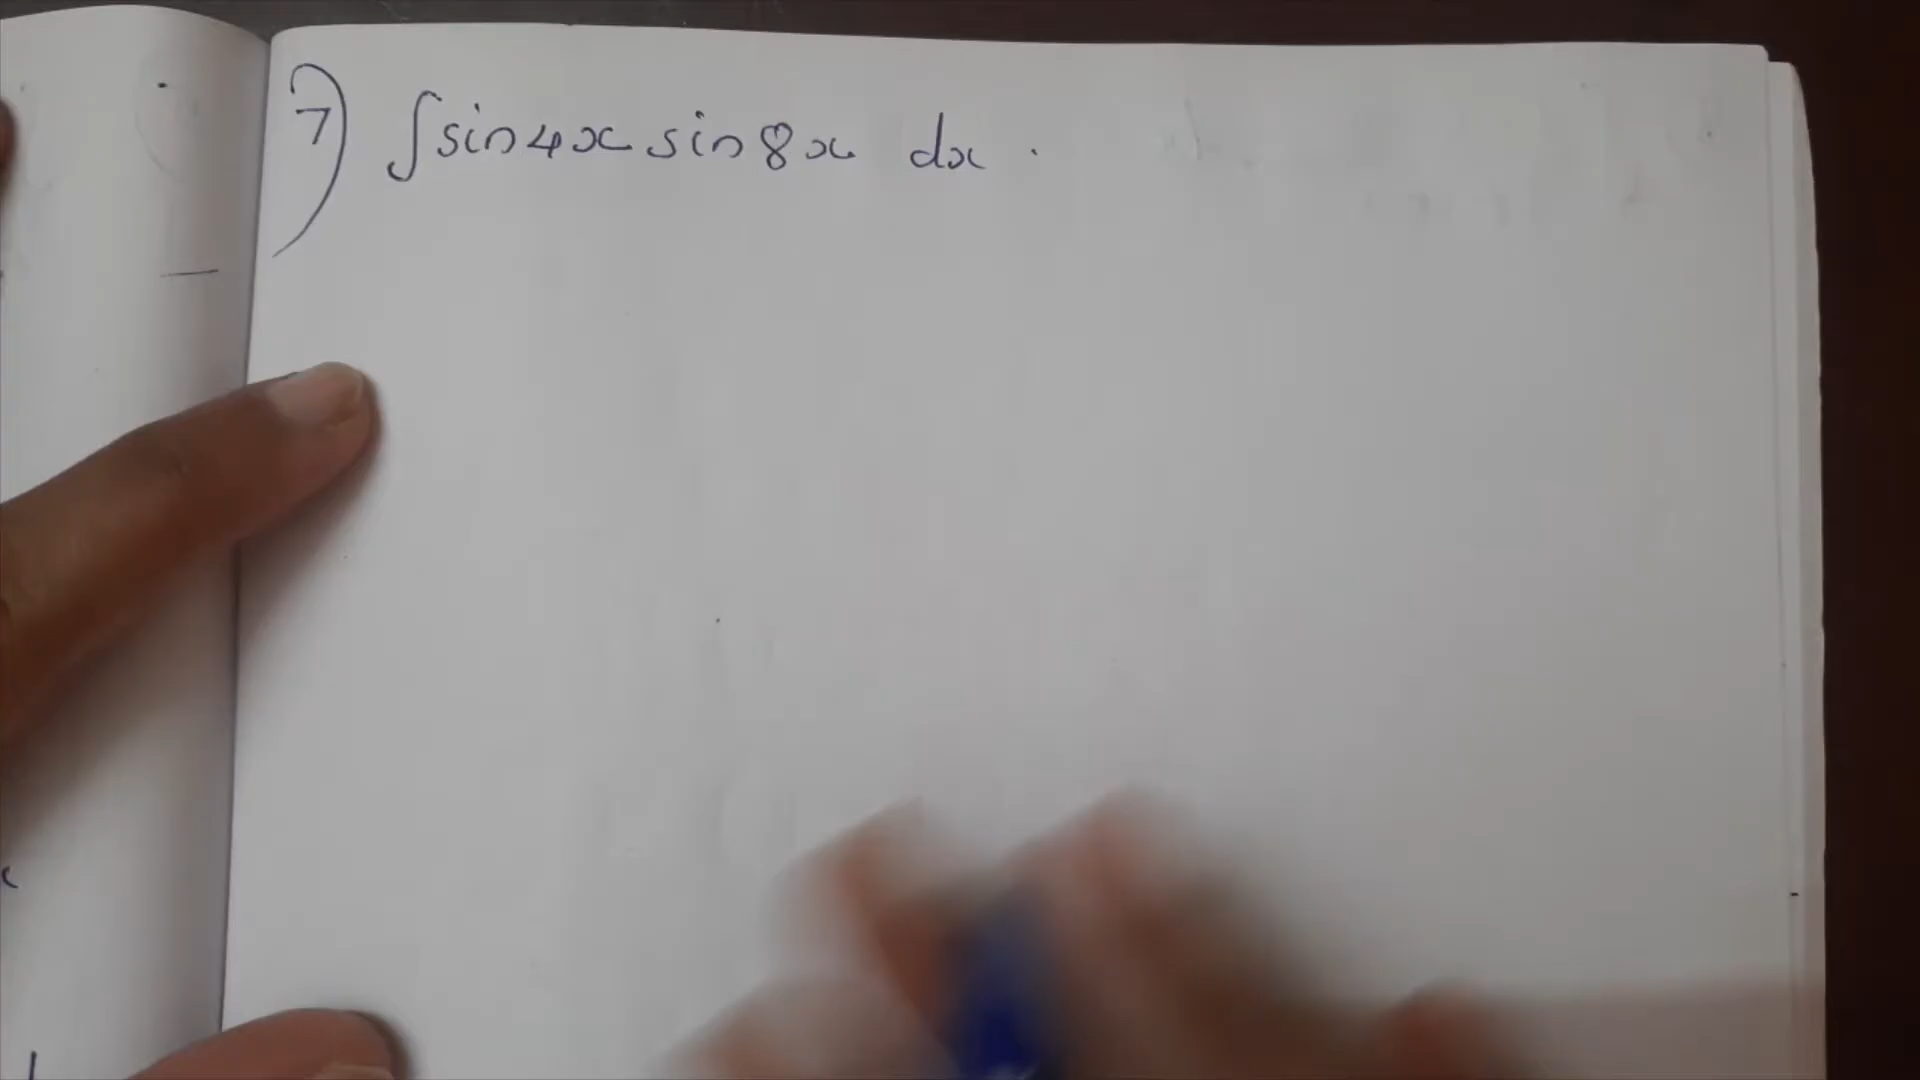 7) ∫sin4x sin8x dx.